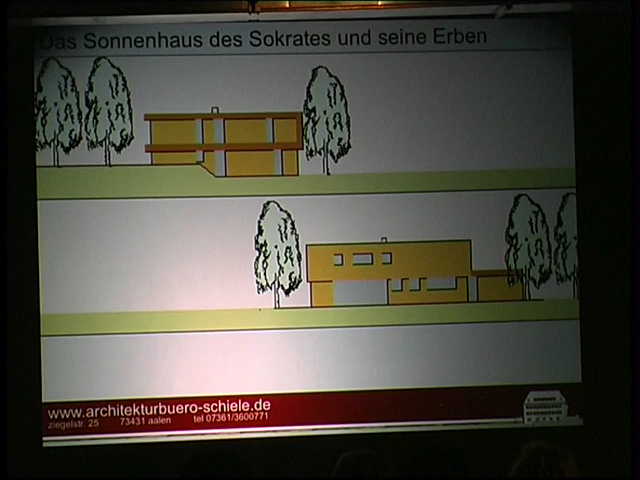 Das Sonnenhaus des Sokrates und seine Erben
www.architekturbuero-schiele.de
ziegelstr. 25 73431 aalen tel 07361/3600771